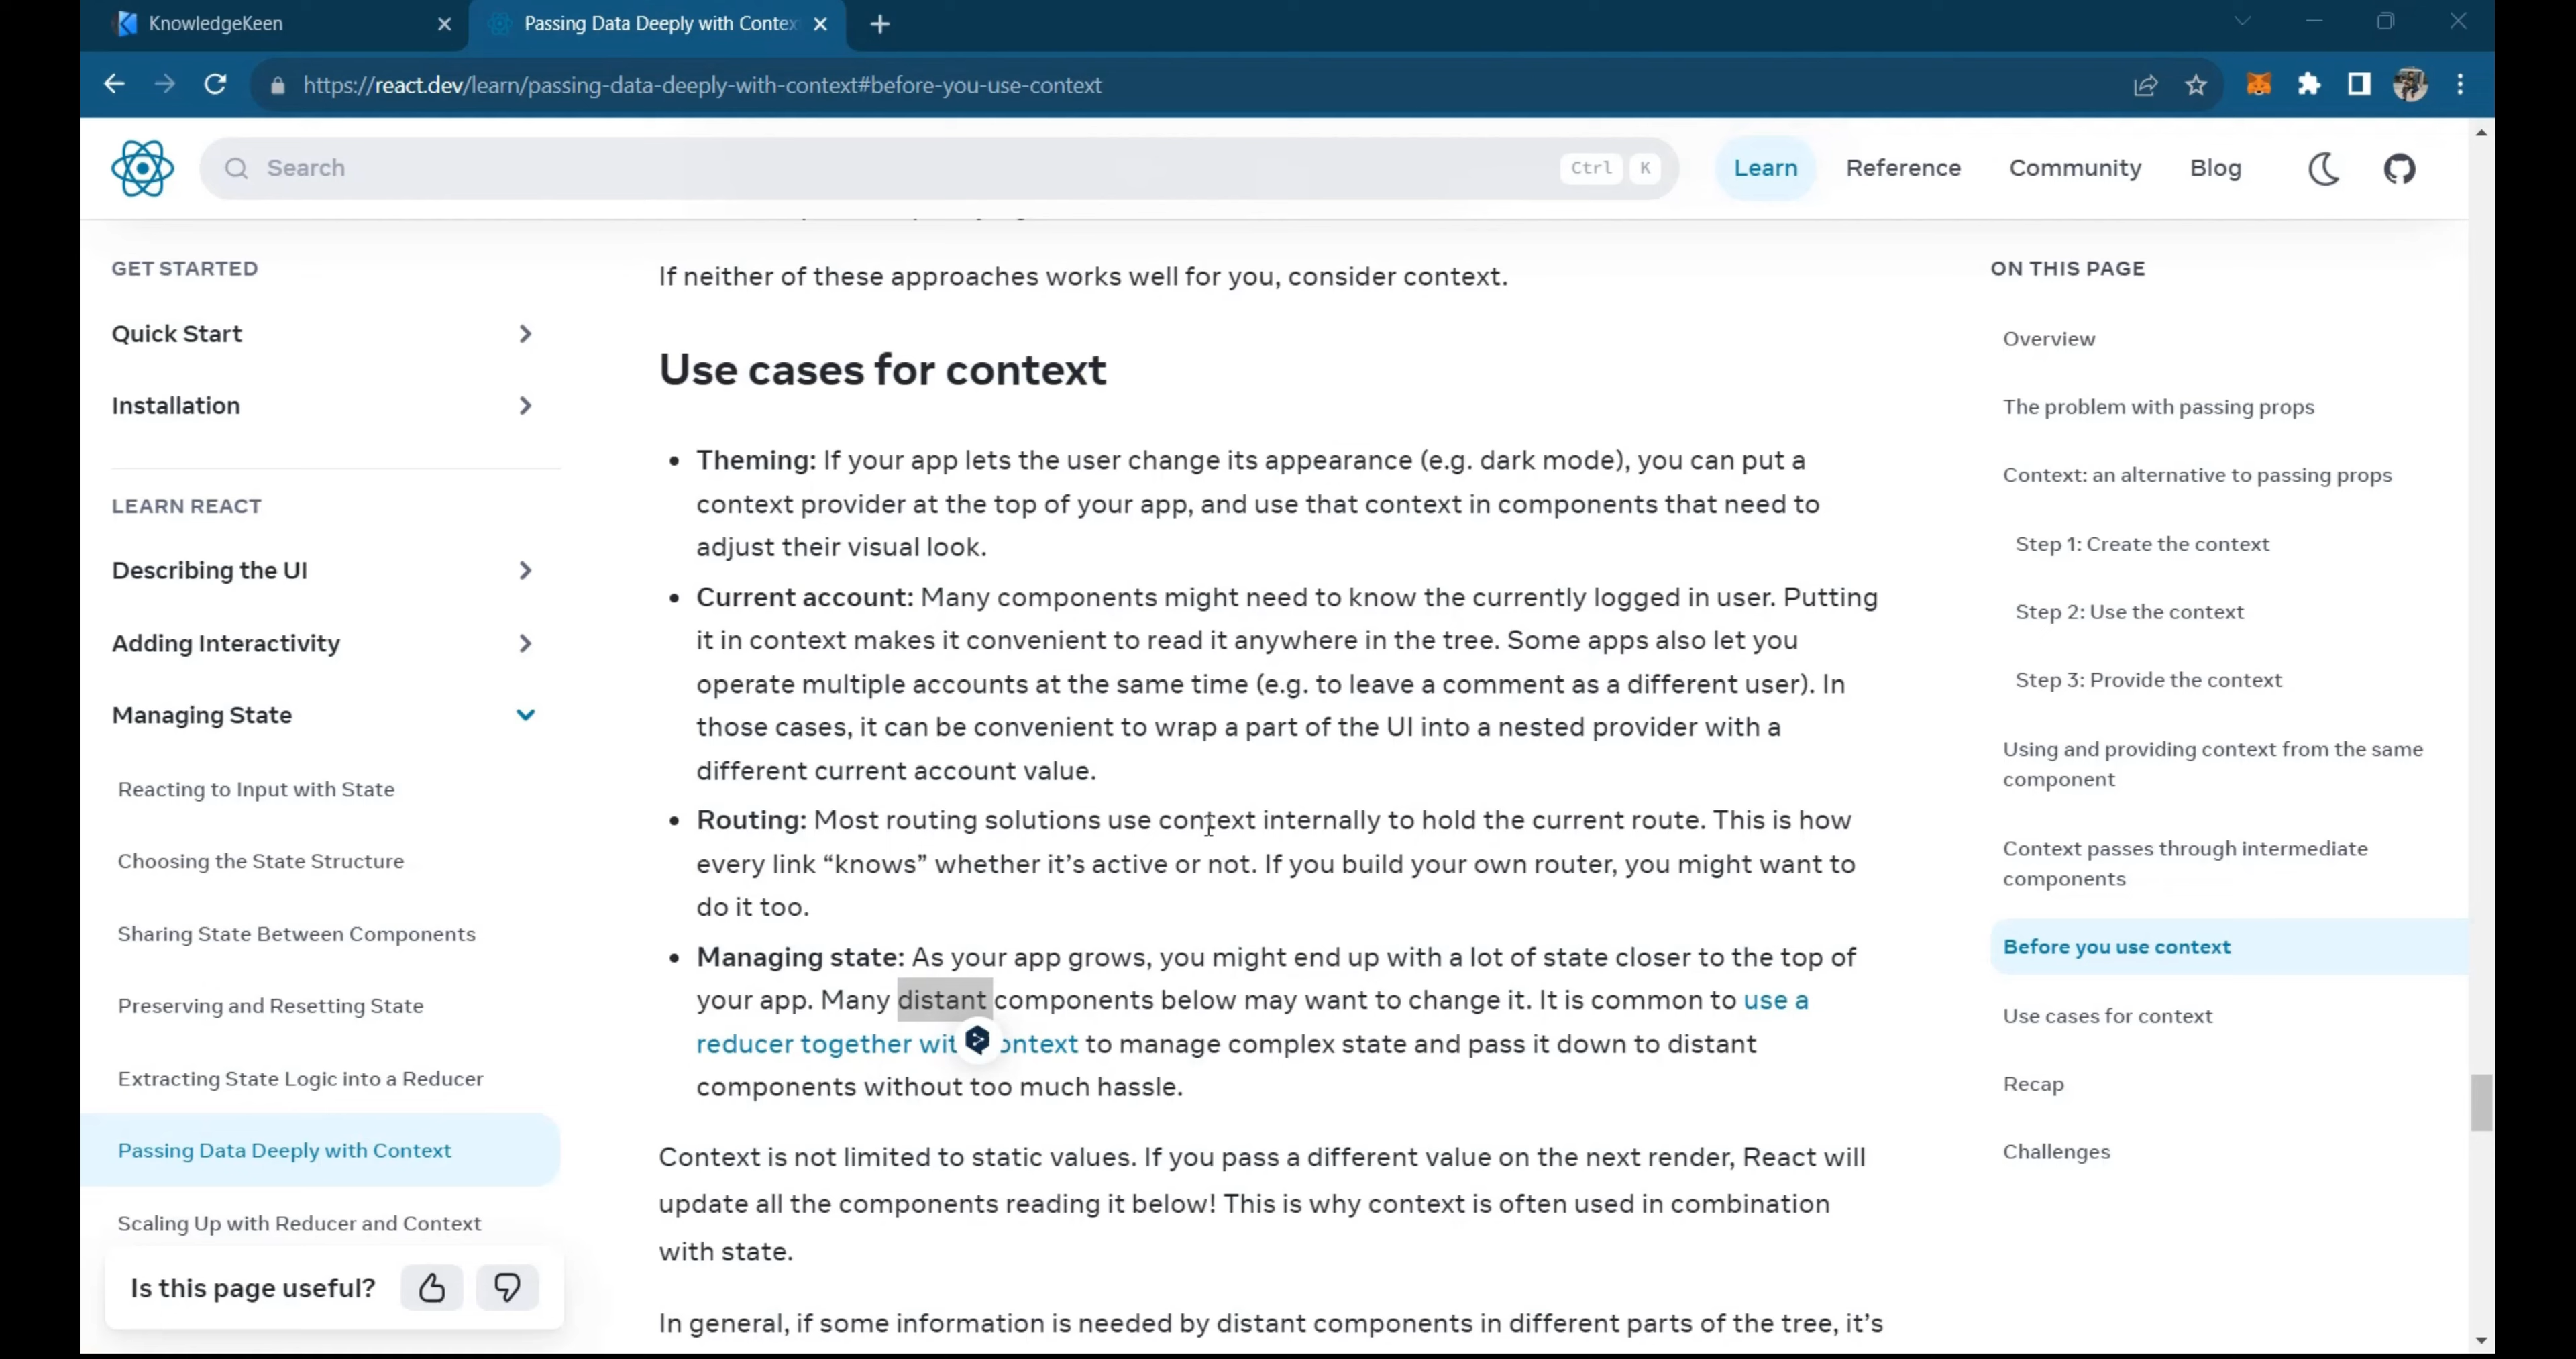 KnowledgeKeen
Passing Data Deeply with Contex
https://react.dev/learn/passing-data-deeply-with-context#before-you-use-context
Search
Ctrl K
Learn
Reference
Community
Blog
GET STARTED
Quick Start
Installation
LEARN REACT
Describing the UI
Adding Interactivity
Managing State
Reacting to Input with State
Choosing the State Structure
Sharing State Between Components
Preserving and Resetting State
Extracting State Logic into a Reducer
Passing Data Deeply with Context
Scaling Up with Reducer and Context
Is this page useful?
If neither of these approaches works well for you, consider context.
Use cases for context
• Theming: If your app lets the user change its appearance (e.g. dark mode), you can put a
context provider at the top of your app, and use that context in components that need to
adjust their visual look.
• Current account: Many components might need to know the currently logged in user. Putting
it in context makes it convenient to read it anywhere in the tree. Some apps also let you
operate multiple accounts at the same time (e.g. to leave a comment as a different user). In
those cases, it can be convenient to wrap a part of the UI into a nested provider with a
different current account value.
• Routing: Most routing solutions use context internally to hold the current route. This is how
every link “knows” whether it’s active or not. If you build your own router, you might want to
do it too.
• Managing state: As your app grows, you might end up with a lot of state closer to the top of
your app. Many distant components below may want to change it. It is common to use a
reducer together wit ontext to manage complex state and pass it down to distant
components without too much hassle.
Context is not limited to static values. If you pass a different value on the next render, React will
update all the components reading it below! This is why context is often used in combination
with state.
In general, if some information is needed by distant components in different parts of the tree, it’s
ON THIS PAGE
Overview
The problem with passing props
Context: an alternative to passing props
Step 1: Create the context
Step 2: Use the context
Step 3: Provide the context
Using and providing context from the same
component
Context passes through intermediate
components
Before you use context
Use cases for context
Recap
Challenges